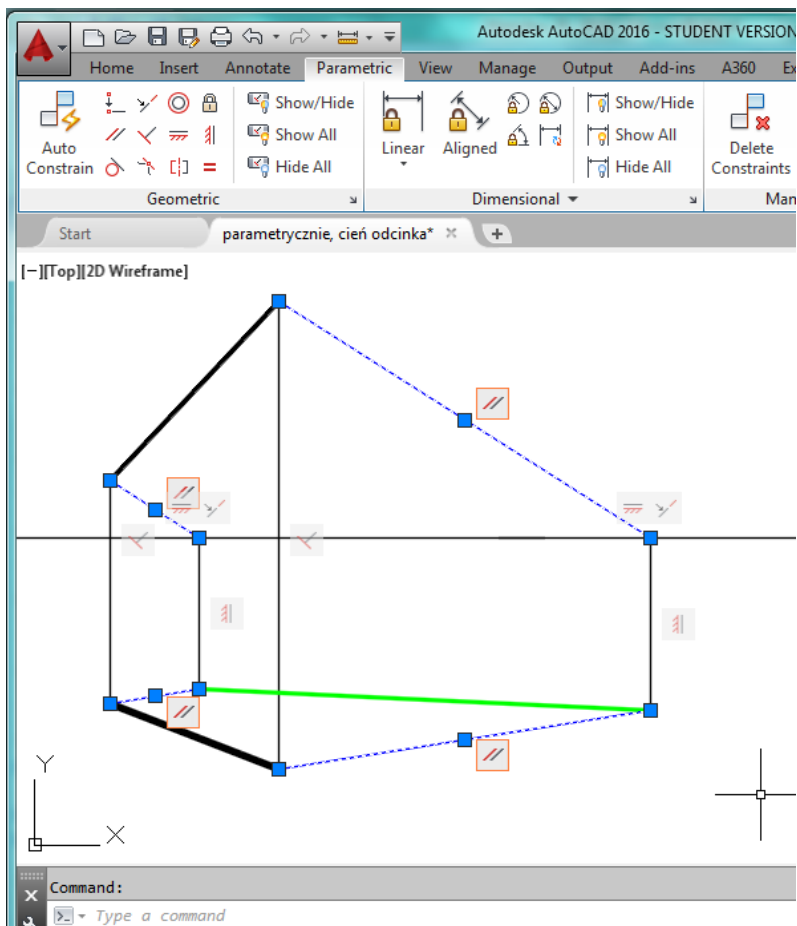 Autodesk AutoCAD 2016 - STUDENT VERSION
Home Insert Annotate Parametric View Manage Output Add-ins A360 Ex
Show/Hide Show/Hide
Auto Constrain
Show All
Linear Aligned
Show All
Delete Constraints
Hide All Hide All
Geometric Dimensional Man
Start parametrycznie, cień odcinka*
[−][Top][2D Wireframe]
Y
X
Command:
Type a command